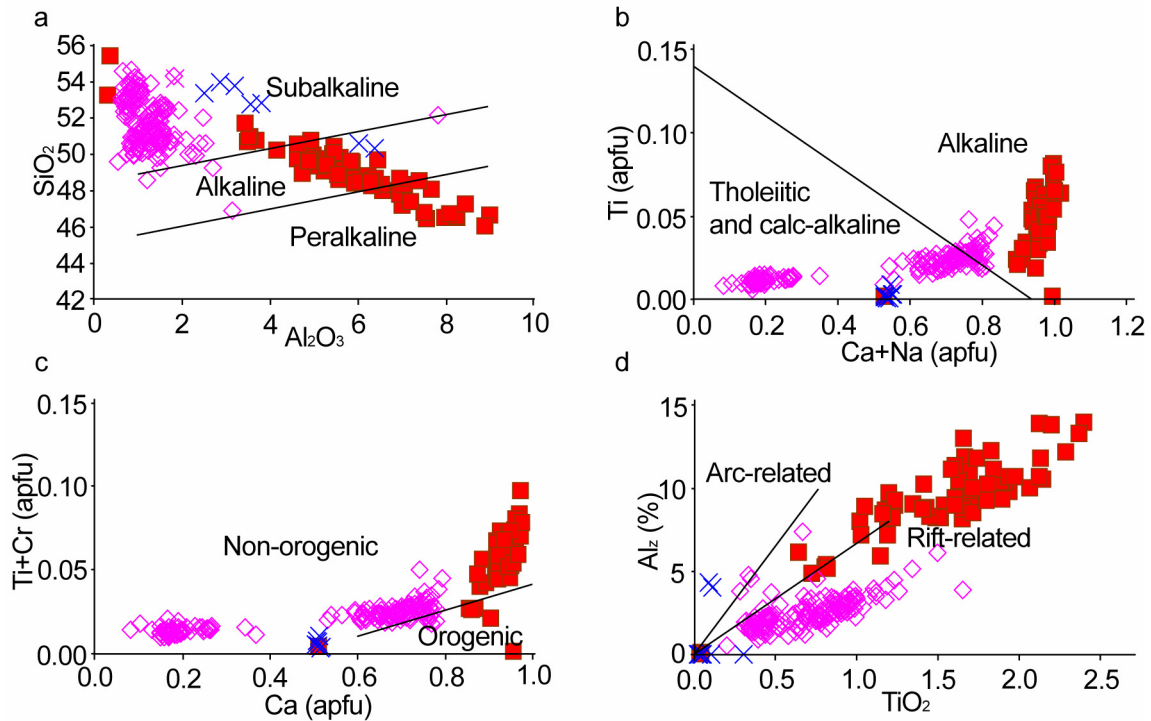 a
56
54
52
50
48
46
44
42
SiO₂
Subalkaline
Alkaline
Peralkaline
0 2 4 6 8 10
Al₂O₃
b
0.15
0.10
0.05
0.00
Ti (apfu)
Alkaline
Tholeiitic
and calc-alkaline
0.0 0.2 0.4 0.6 0.8 1.0 1.2
Ca+Na (apfu)
c
0.15
0.10
0.05
0.00
Ti+Cr (apfu)
Non-orogenic
Orogenic
0.0 0.2 0.4 0.6 0.8 1.0
Ca (apfu)
d
15
10
5
0
Alz (%)
Arc-related
Rift-related
0.0 0.5 1.0 1.5 2.0 2.5
TiO₂